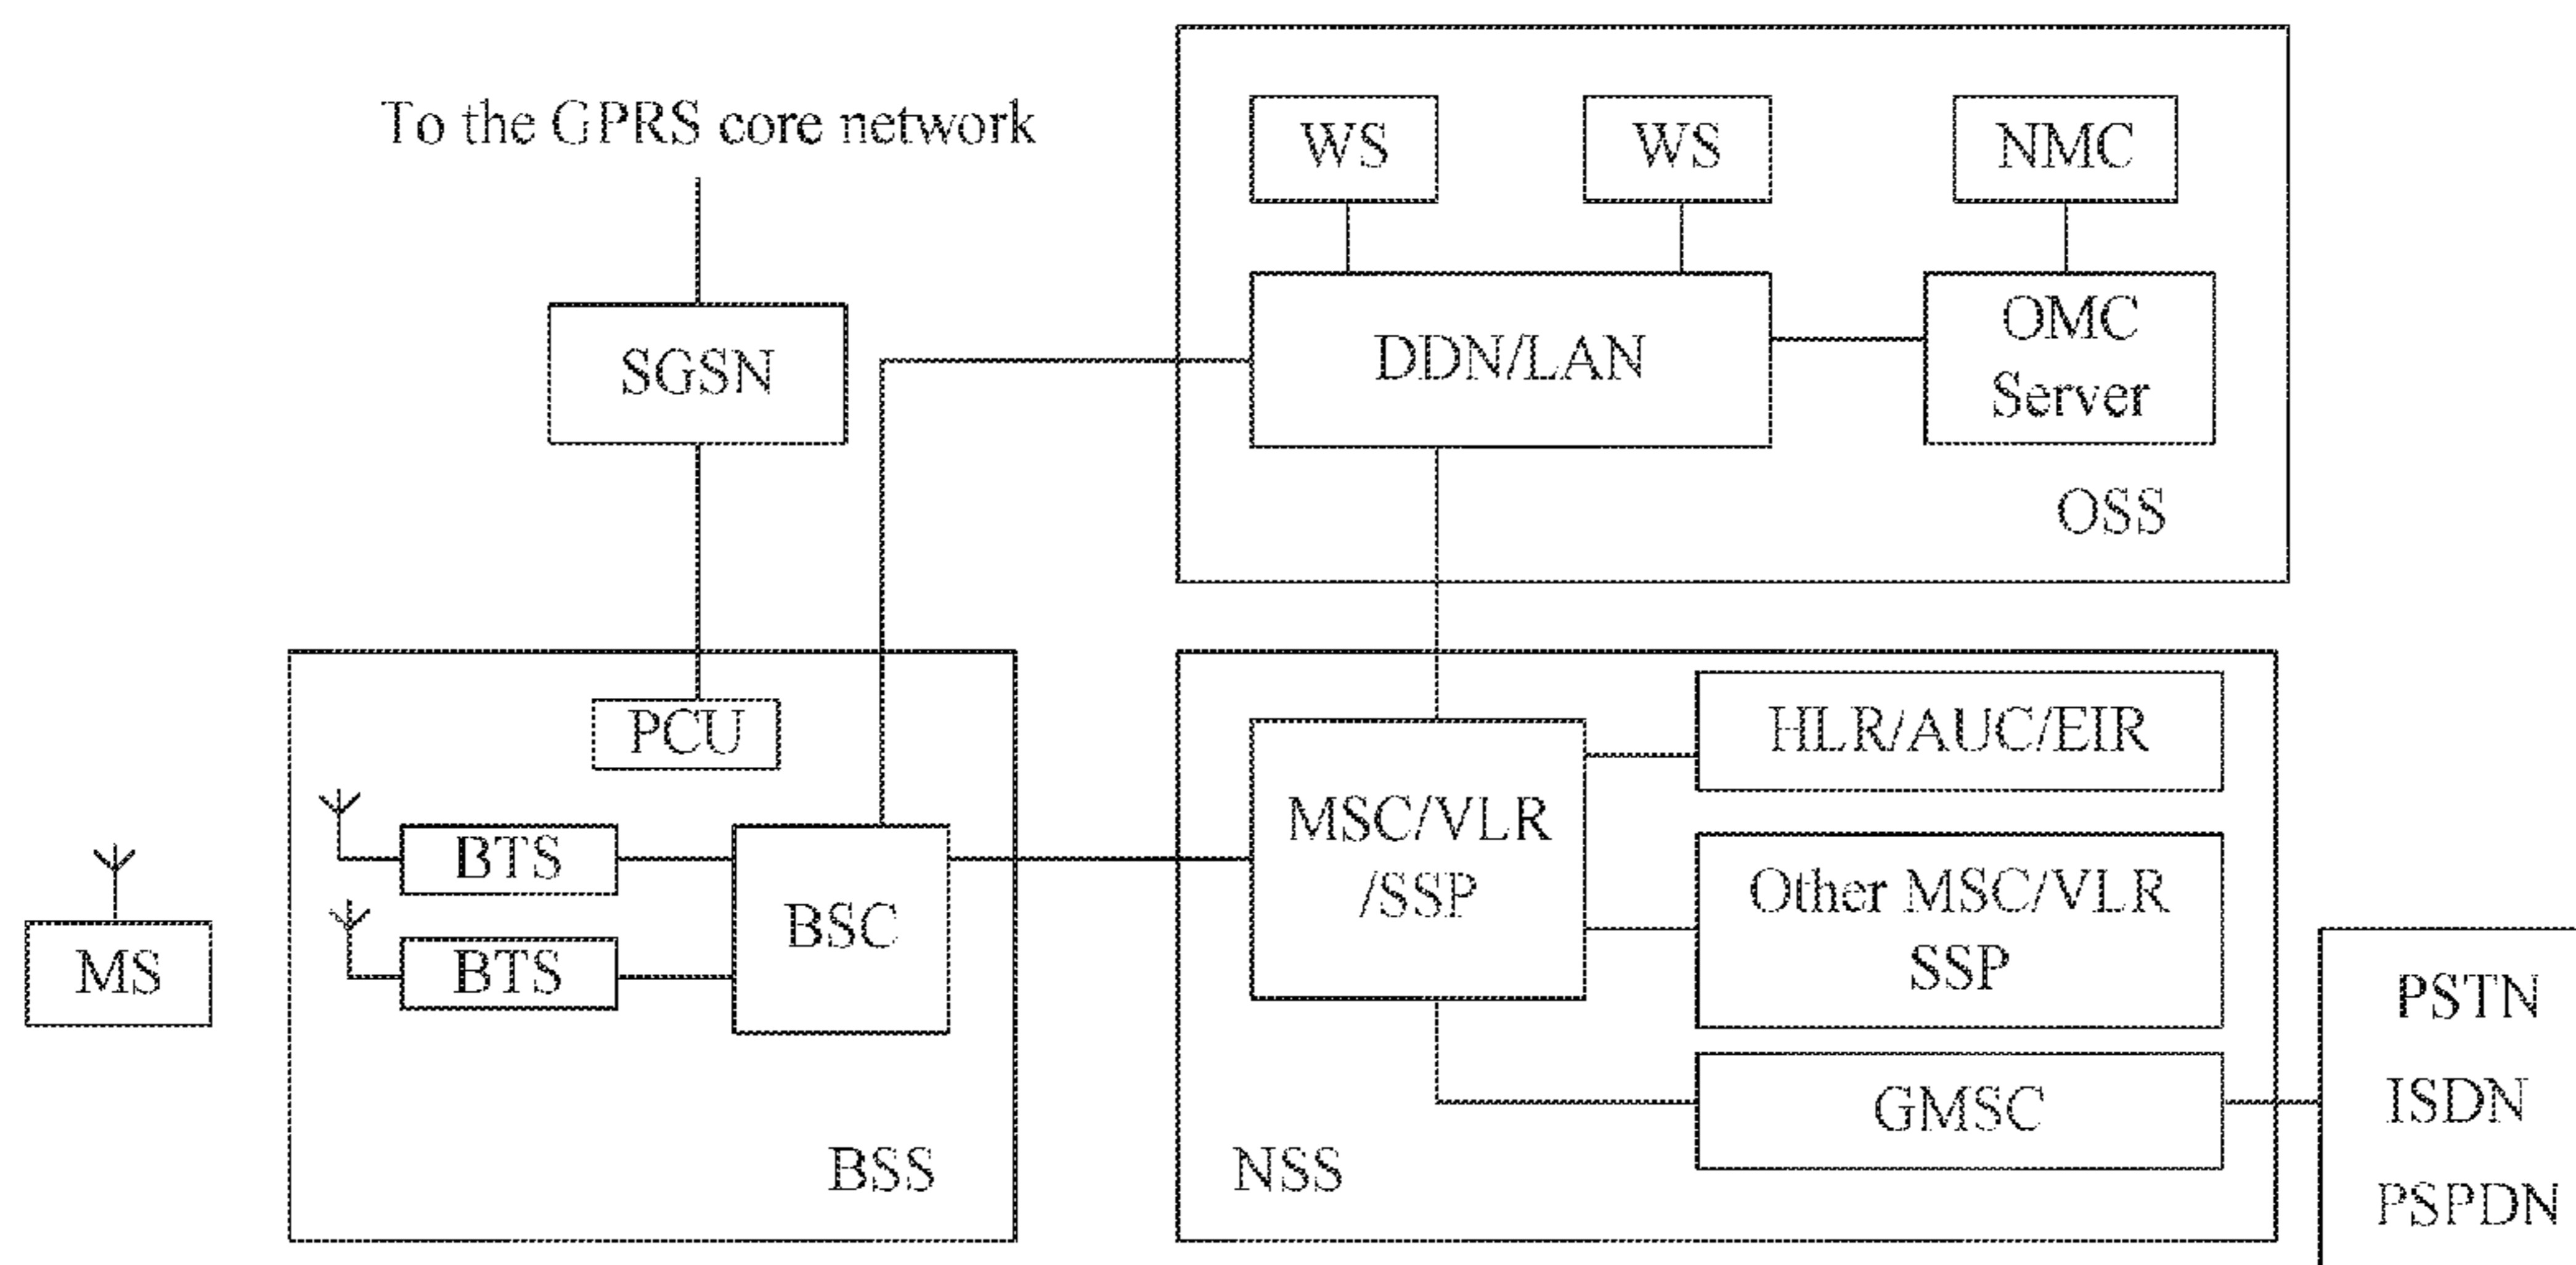 To the GPRS core network
WS
WS
NMC
SGSN
DDN/LAN
OMC
Server
OSS
PCU
BTS
BTS
BSC
BSS
MS
MSC/VLR
/SSP
HLR/AUC/EIR
Other MSC/VLR
SSP
GMSC
NSS
PSTN
ISDN
PSPDN